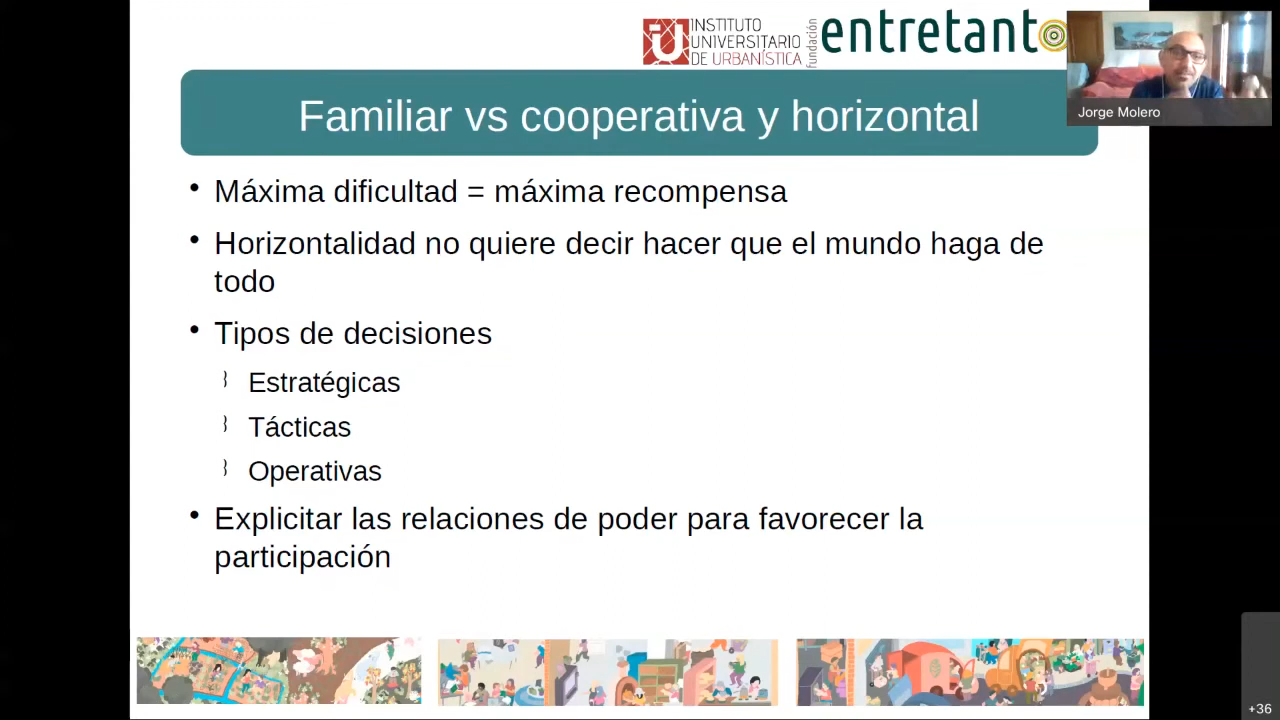 INSTITUTO
UNIVERSITARIO
DE URBANÍSTICA
fundación
entretanto
Jorge Molero
Familiar vs cooperativa y horizontal
• Máxima dificultad = máxima recompensa
• Horizontalidad no quiere decir hacer que el mundo haga de
todo
• Tipos de decisiones
Estratégicas
Tácticas
Operativas
• Explicitar las relaciones de poder para favorecer la
participación
+36